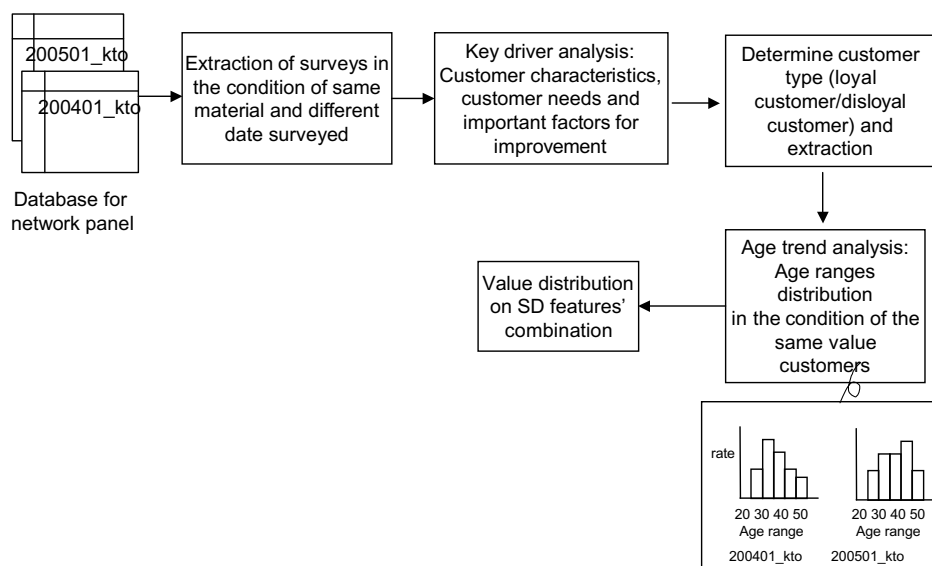 200501_kto
200401_kto
Database for
network panel
Extraction of surveys in
the condition of same
material and different
date surveyed
Key driver analysis:
Customer characteristics,
customer needs and
important factors for
improvement
Determine customer
type (loyal
customer/disloyal
customer) and
extraction
Age trend analysis:
Age ranges
distribution
in the condition of the
same value
customers
Value distribution
on SD features’
combination
rate
20 30 40 50
Age range
200401_kto
20 30 40 50
Age range
200501_kto